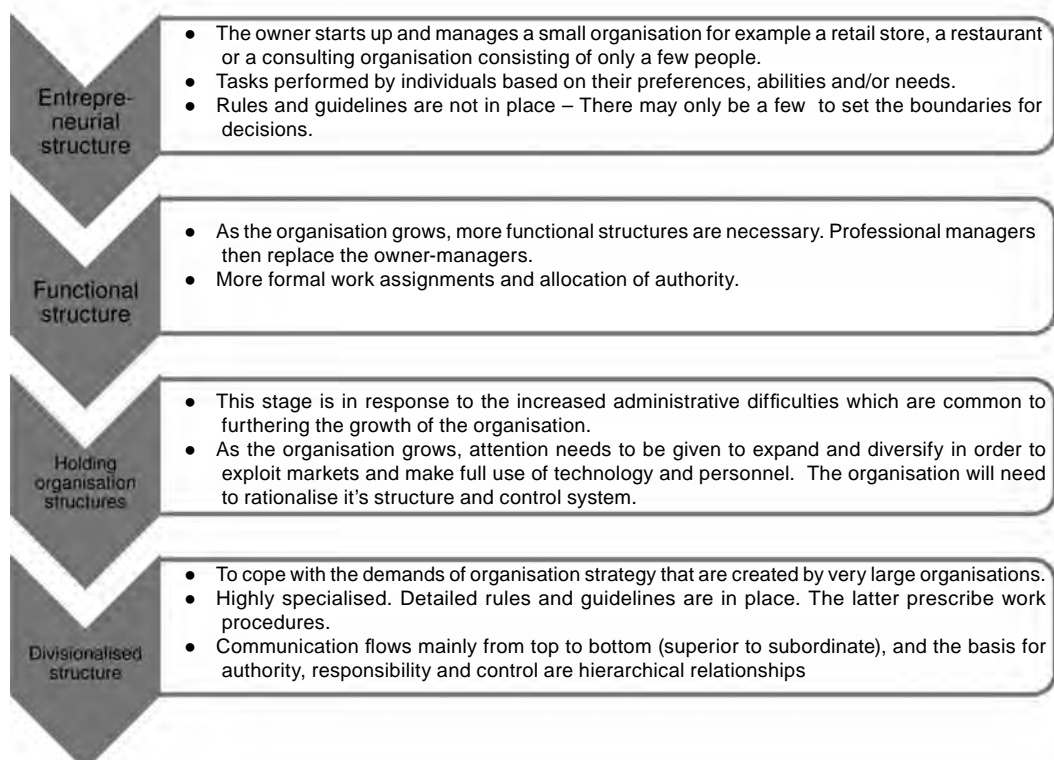 Entrepre-
neurial
structure
● The owner starts up and manages a small organisation for example a retail store, a restaurant
or a consulting organisation consisting of only a few people.
● Tasks performed by individuals based on their preferences, abilities and/or needs.
● Rules and guidelines are not in place – There may only be a few to set the boundaries for
decisions.
Functional
structure
● As the organisation grows, more functional structures are necessary. Professional managers
then replace the owner-managers.
● More formal work assignments and allocation of authority.
Holding
organisation
structures
● This stage is in response to the increased administrative difficulties which are common to
furthering the growth of the organisation.
● As the organisation grows, attention needs to be given to expand and diversify in order to
exploit markets and make full use of technology and personnel. The organisation will need
to rationalise it's structure and control system.
Divisionalised
structure
● To cope with the demands of organisation strategy that are created by very large organisations.
● Highly specialised. Detailed rules and guidelines are in place. The latter prescribe work
procedures.
● Communication flows mainly from top to bottom (superior to subordinate), and the basis for
authority, responsibility and control are hierarchical relationships